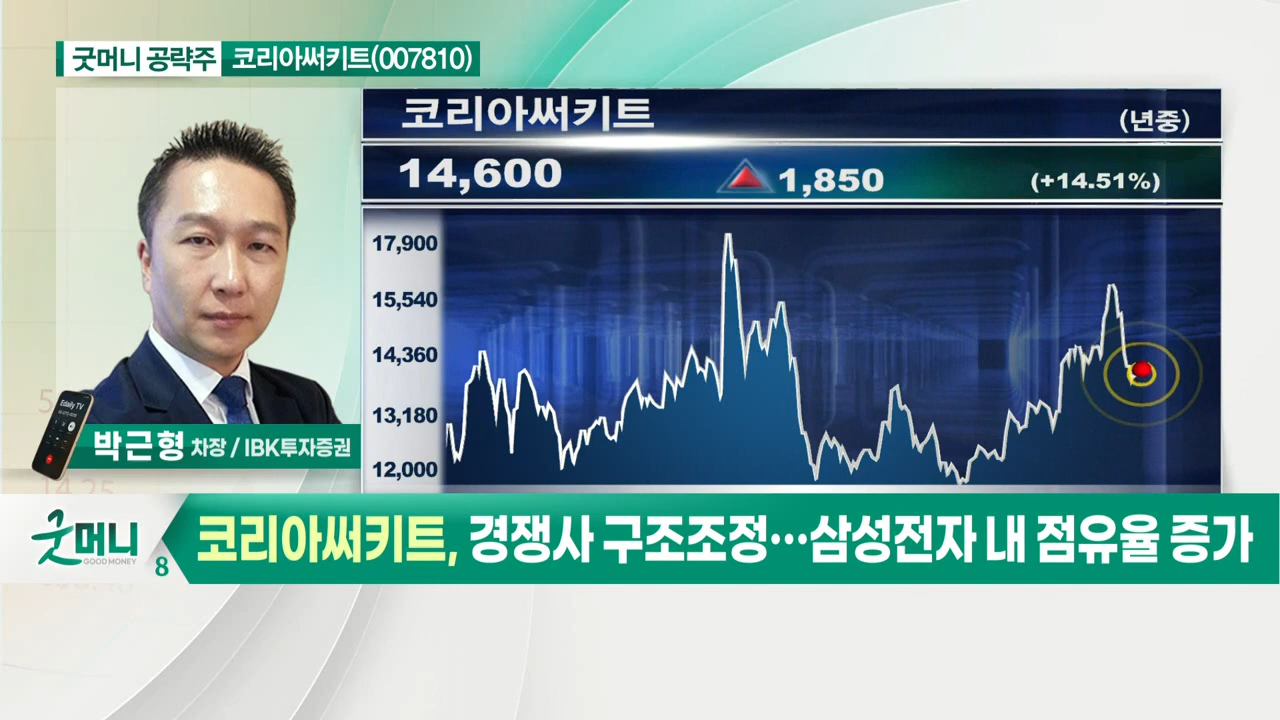 굿머니 공략주 코리아써키트(007810)
코리아써키트 (년중)
14,600 ▲ 1,850 (+14.51%)
17,900
15,540
14,360
13,180
12,000
Edaily TV
박근형 차장 / IBK투자증권
14.25
굿머니
GOOD MONEY
8
코리아써키트, 경쟁사 구조조정…삼성전자 내 점유율 증가